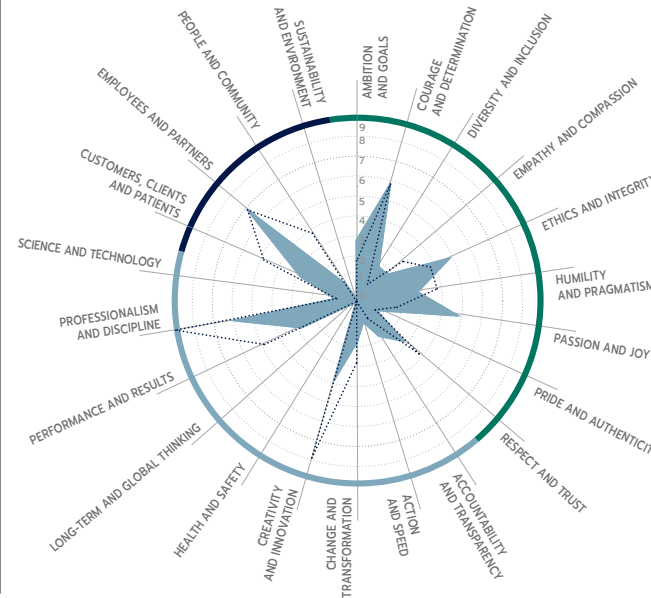 AMBITION
AND GOALS
COURAGE
AND DETERMINATION
DIVERSITY AND INCLUSION
EMPATHY AND COMPASSION
ETHICS AND INTEGRITY
HUMILITY
AND PRAGMATISM
PASSION AND JOY
PRIDE AND AUTHENTICI
RESPECT AND TRUST
ACCOUNTABILITY
AND TRANSPARENCY
ACTION
AND SPEED
CHANGE AND
TRANSFORMATION
CREATIVITY
AND INNOVATION
HEALTH AND SAFETY
LONG-TERM AND GLOBAL THINKING
PERFORMANCE AND RESULTS
PROFESSIONALISM
AND DISCIPLINE
SCIENCE AND TECHNOLOGY
CUSTOMERS, CLIENTS
AND PATIENTS
EMPLOYEES AND PARTNERS
PEOPLE AND COMMUNITY
SUSTAINABILITY
AND ENVIRONMENT
9
8
7
6
5
4